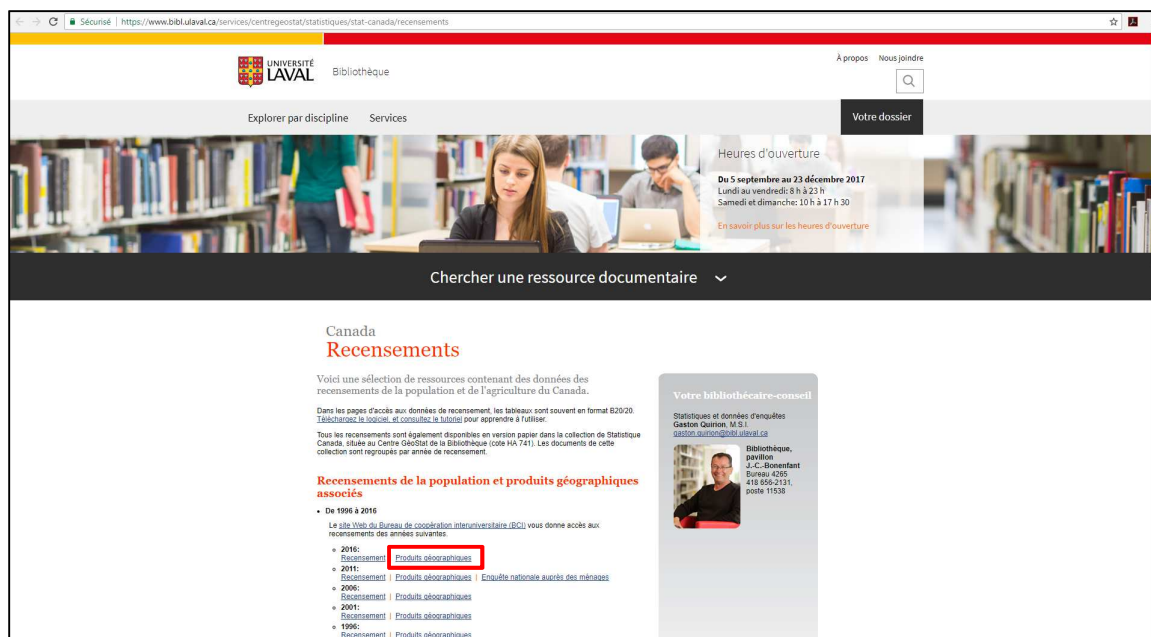 Sécurisé | https://www.bibl.ulaval.ca/services/centregeostat/statistiques/stat-canada/recensements
UNIVERSITÉ
LAVAL
Bibliothèque
À propos Nous joindre
Explorer par discipline Services
Votre dossier
Heures d'ouverture
Du 5 septembre au 23 décembre 2017
Lundi au vendredi: 8 h à 23 h
Samedi et dimanche: 10 h à 17 h 30
En savoir plus sur les heures d'ouverture
Chercher une ressource documentaire
Canada
Recensements
Voici une sélection de ressources contenant des données des
recensements de la population et de l'agriculture du Canada.
Dans les pages d'accès aux données de recensement, les tableaux sont souvent en format B20/20.
Téléchargez le logiciel, et consultez le tutoriel pour apprendre à l'utiliser.
Tous les recensements sont également disponibles en version papier dans la collection de Statistique
Canada, située au Centre GéoStat de la Bibliothèque (cote HA 741). Les documents de cette
collection sont regroupés par année de recensement.
Recensements de la population et produits géographiques
associés
• De 1996 à 2016
Le site Web du Bureau de coopération interuniversitaire (BCI) vous donne accès aux
recensements des années suivantes.
2016:
Recensement Produits géographiques
2011:
Recensement | Produits géographiques | Enquête nationale auprès des ménages
2006:
Recensement | Produits géographiques
2001:
Recensement | Produits géographiques
1996:
Recensement | Produits géographiques
Votre bibliothécaire-conseil
Statistiques et données d'enquêtes
Gaston Quirion, M.S.I.
gaston.quirion@bibl.ulaval.ca
Bibliothèque,
pavillon
J.-C.-Bonenfant
Bureau 4265
418 656-2131,
poste 11538